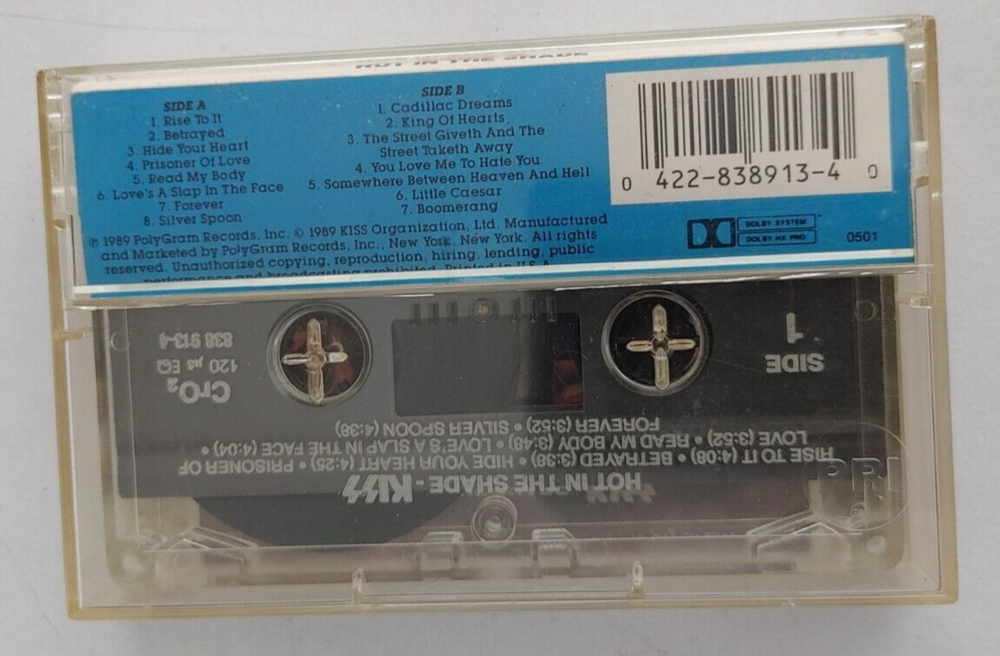 HOT IN THE SHADE
SIDE A
1. Rise To It
2. Betrayed
3. Hide Your Heart
4. Prisoner Of Love
5. Read My Body
6. Love's A Slap In The Face
7. Forever
8. Silver Spoon
SIDE B
1. Cadillac Dreams
2. King Of Hearts
3. The Street Giveth And The
Street Taketh Away
4. You Love Me To Hate You
5. Somewhere Between Heaven And Hell
6. Little Caesar
7. Boomerang
℗ 1989 PolyGram Records, Inc. © 1989 KISS Organization, Ltd. Manufactured
and Marketed by PolyGram Records, Inc., New York, New York. All rights
reserved. Unauthorized copying, reproduction, hiring, lending, public
performance and broadcasting prohibited. Printed in U.S.A.
0 422-838913-4 0
DOLBY SYSTEM
DOLBY HX PRO
0501
HOT IN THE SHADE - KISS
RISE TO IT (4:08) • BETRAYED (3:38) • HIDE YOUR HEART (4:25) • PRISONER OF
LOVE (3:52) • READ MY BODY (3:48) • LOVE'S A SLAP IN THE FACE (4:04) •
FOREVER (3:52) • SILVER SPOON (4:38)
SIDE
1
CrO2
120 µs EQ
838 913-4
PRI